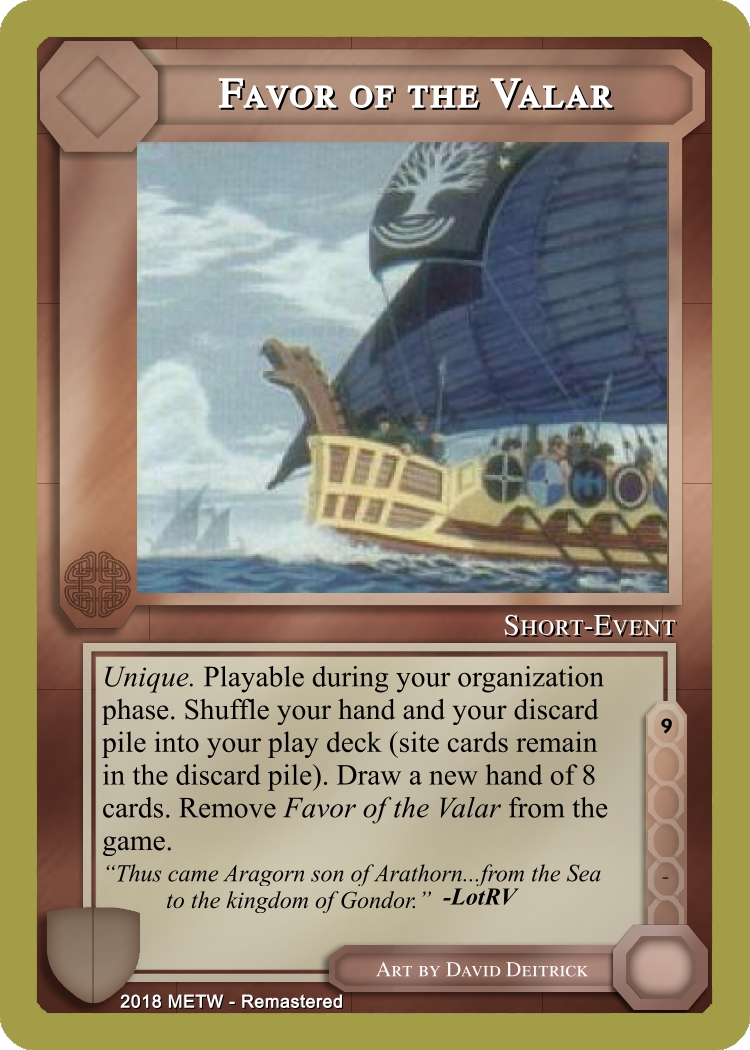 Favor of the Valar
Short-Event
Unique. Playable during your organization
phase. Shuffle your hand and your discard
pile into your play deck (site cards remain
in the discard pile). Draw a new hand of 8
cards. Remove Favor of the Valar from the
game.
9
-
“Thus came Aragorn son of Arathorn...from the Sea
to the kingdom of Gondor.” -LotRV
Art by David Deitrick
2018 METW - Remastered